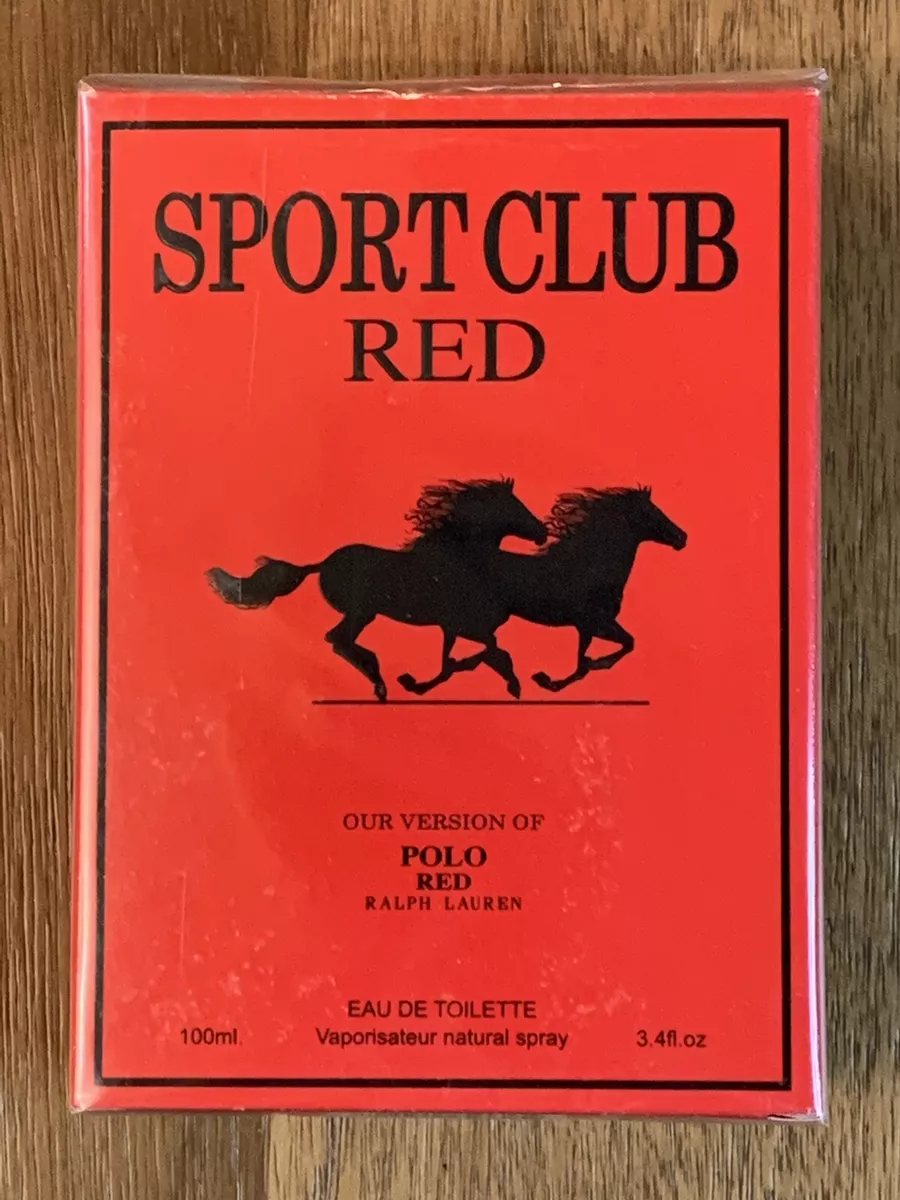 SPORT CLUB
RED
OUR VERSION OF
POLO
RED
RALPH LAUREN
EAU DE TOILETTE
100ml. Vaporisateur natural spray 3.4fl.oz